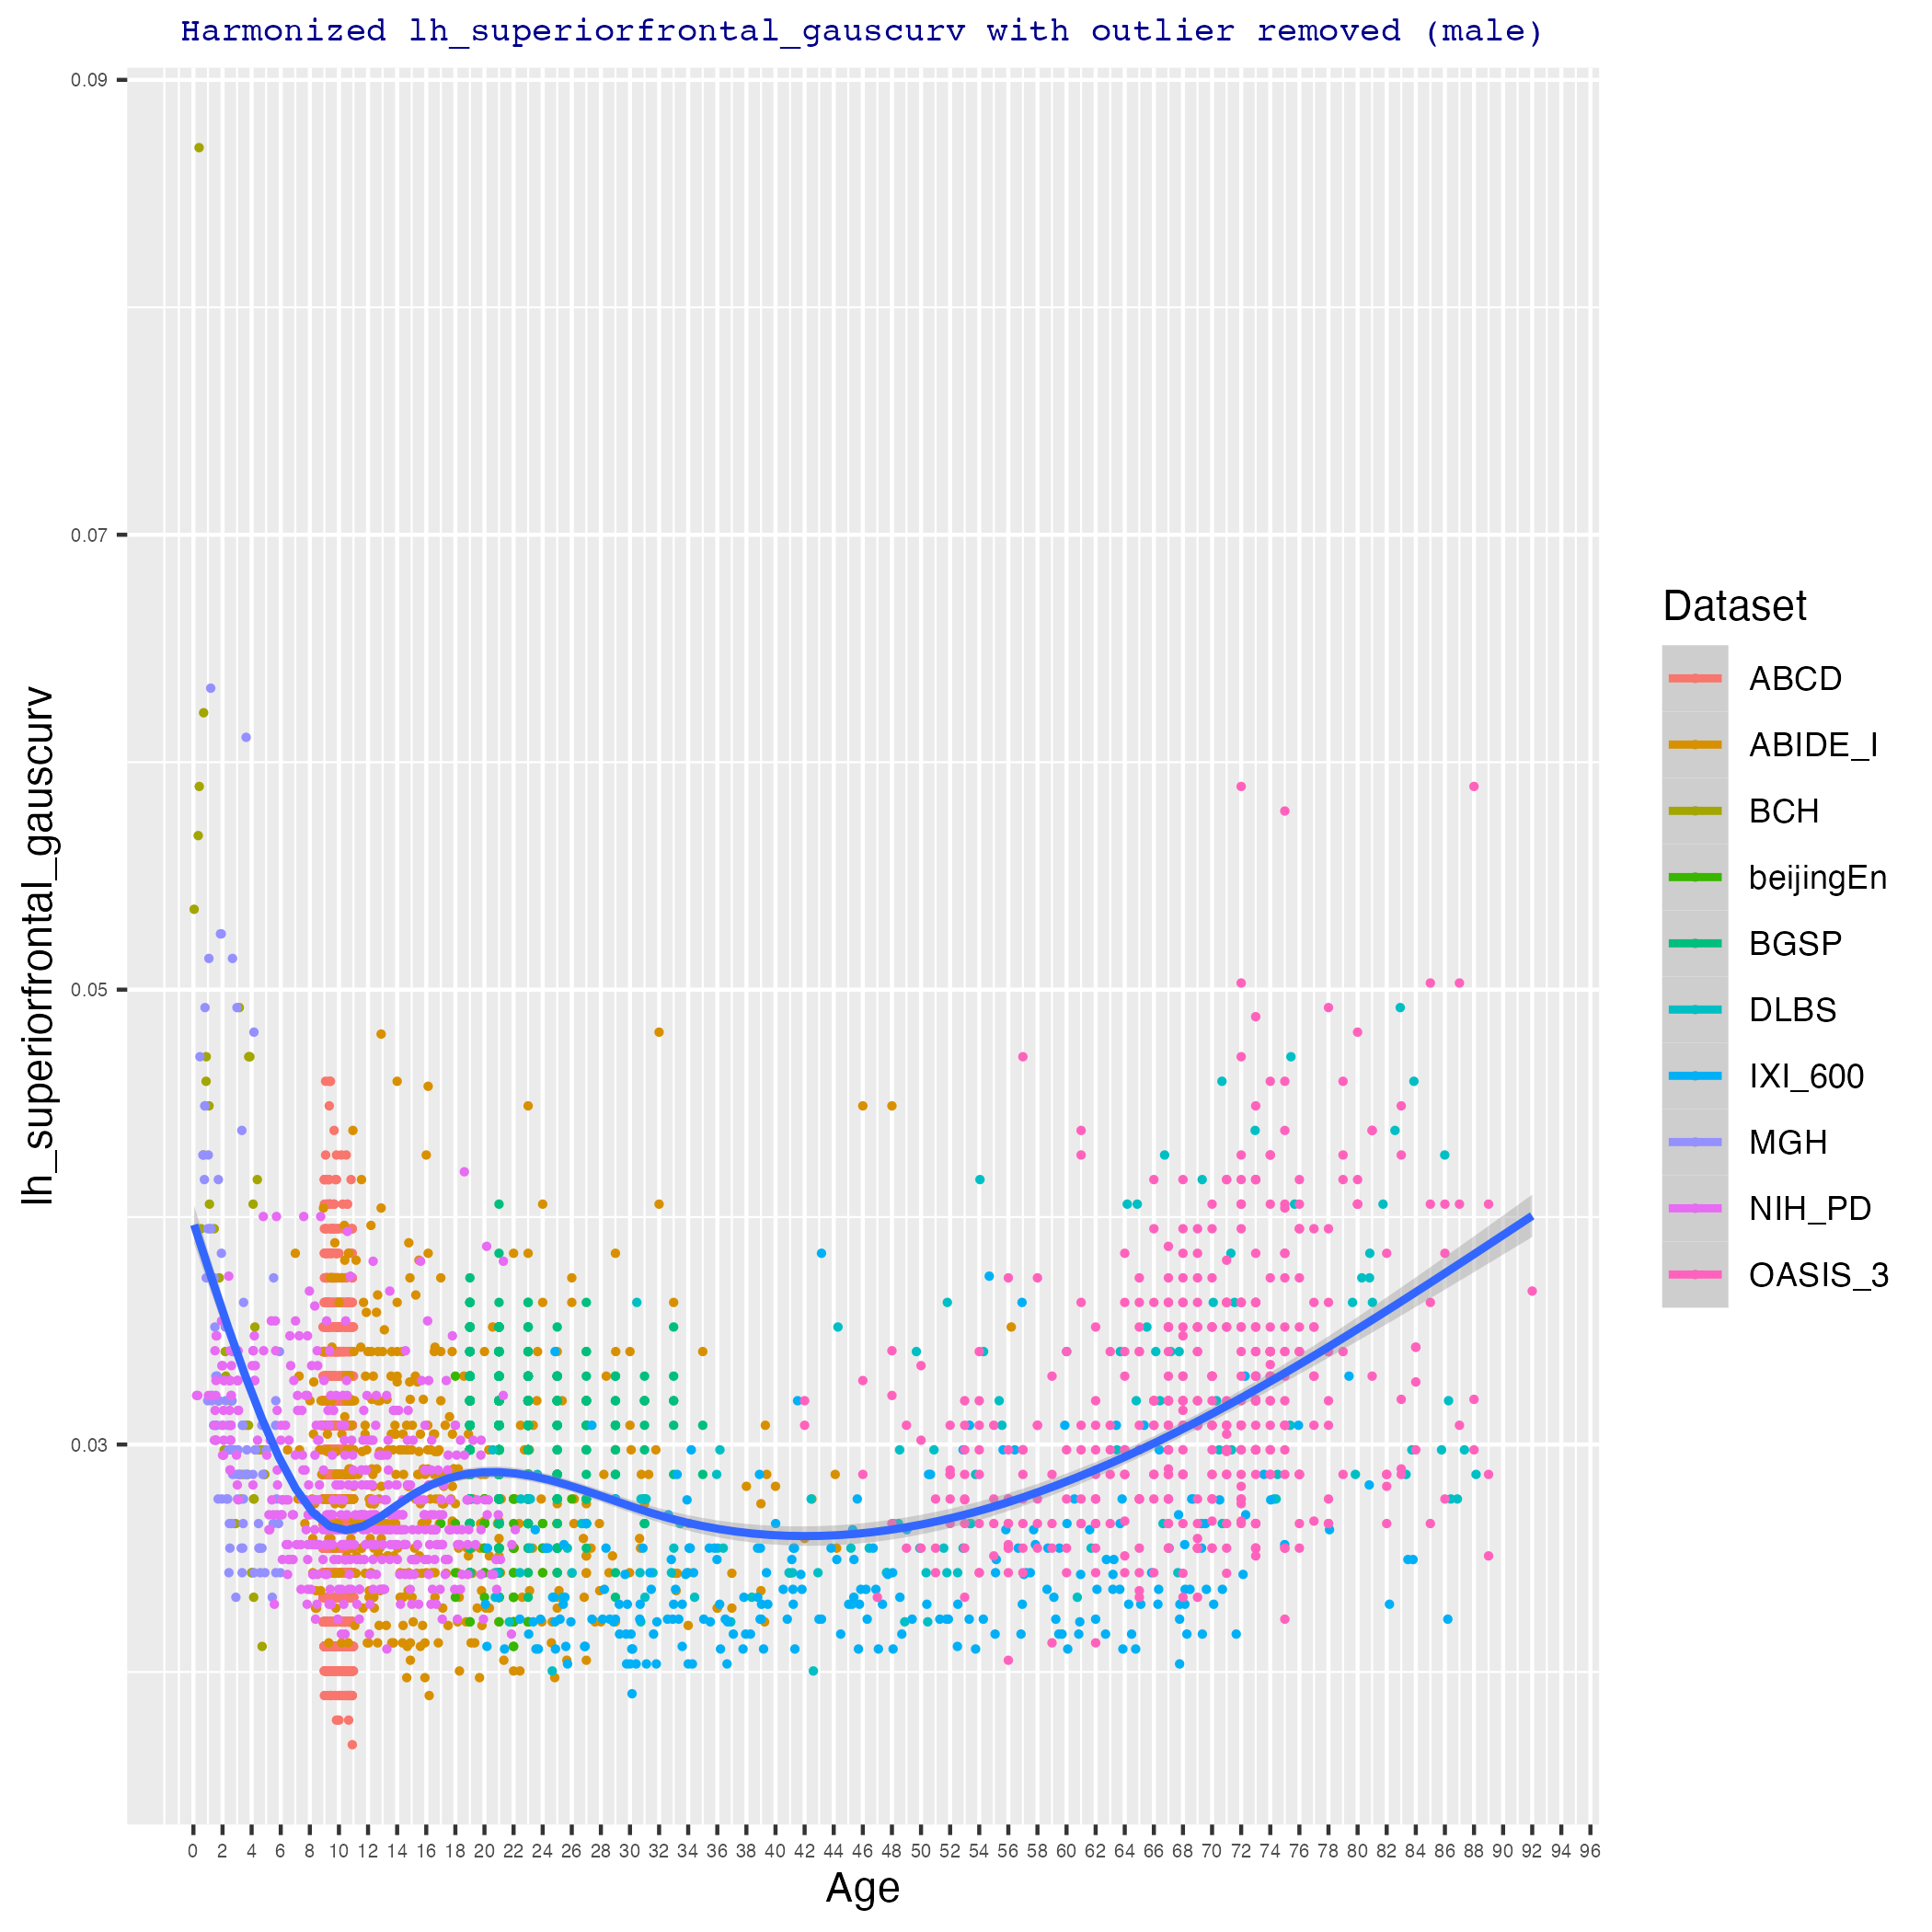 Harmonized lh_superiorfrontal_gauscurv with outlier removed (male)
0.09
0.07
0.05
0.03
lh_superiorfrontal_gauscurv
0 2 4 6 8 10 12 14 16 18 20 22 24 26 28 30 32 34 36 38 40 42 44 46 48 50 52 54 56 58 60 62 64 66 68 70 72 74 76 78 80 82 84 86 88 90 92 94 96
Age
Dataset
ABCD
ABIDE_I
BCH
beijingEn
BGSP
DLBS
IXI_600
MGH
NIH_PD
OASIS_3